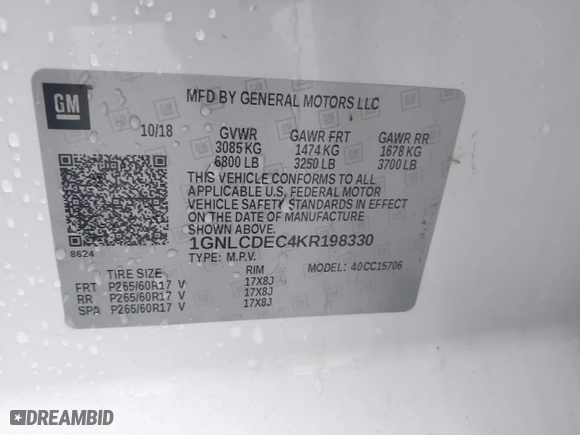 GM
MFD BY GENERAL MOTORS LLC
10/18 GVWR GAWR FRT GAWR RR
3085 KG 1474 KG 1678 KG
6800 LB 3250 LB 3700 LB
THIS VEHICLE CONFORMS TO ALL
APPLICABLE U.S. FEDERAL MOTOR
VEHICLE SAFETY STANDARDS IN EFFECT
ON THE DATE OF MANUFACTURE
SHOWN ABOVE.
8624 1GNLCDEC4KR198330
TYPE: M.P.V. MODEL: 40CC15706
TIRE SIZE RIM
FRT P265/60R17 V 17X8J
RR P265/60R17 V 17X8J
SPA P265/60R17 V 17X8J
DREAMBID